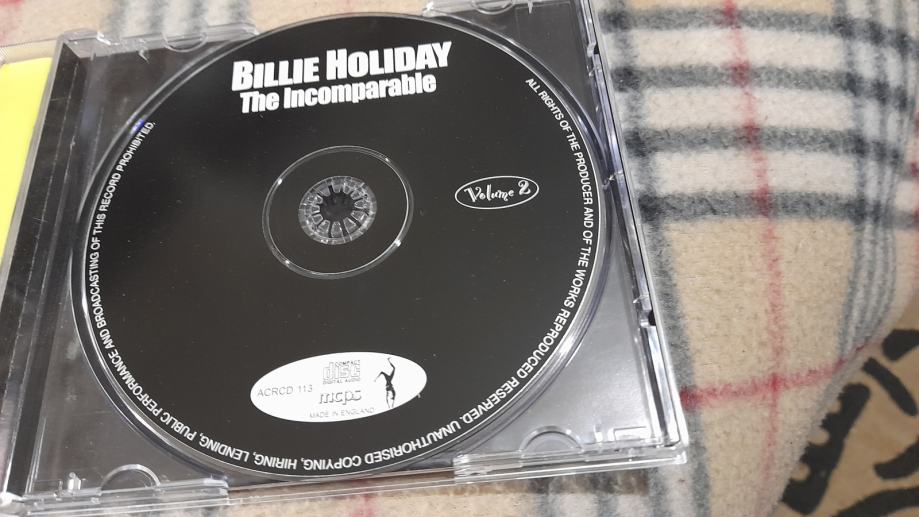 BILLIE HOLIDAY
The Incomparable
Volume 2
ACRCD 113
COMPACT
disc
DIGITAL AUDIO
mcps
MADE IN ENGLAND
ALL RIGHTS OF THE PRODUCER AND OF THE WORKS REPRODUCED RESERVED. UNAUTHORISED COPYING, HIRING, LENDING, PUBLIC PERFORMANCE AND BROADCASTING OF THIS RECORD PROHIBITED.